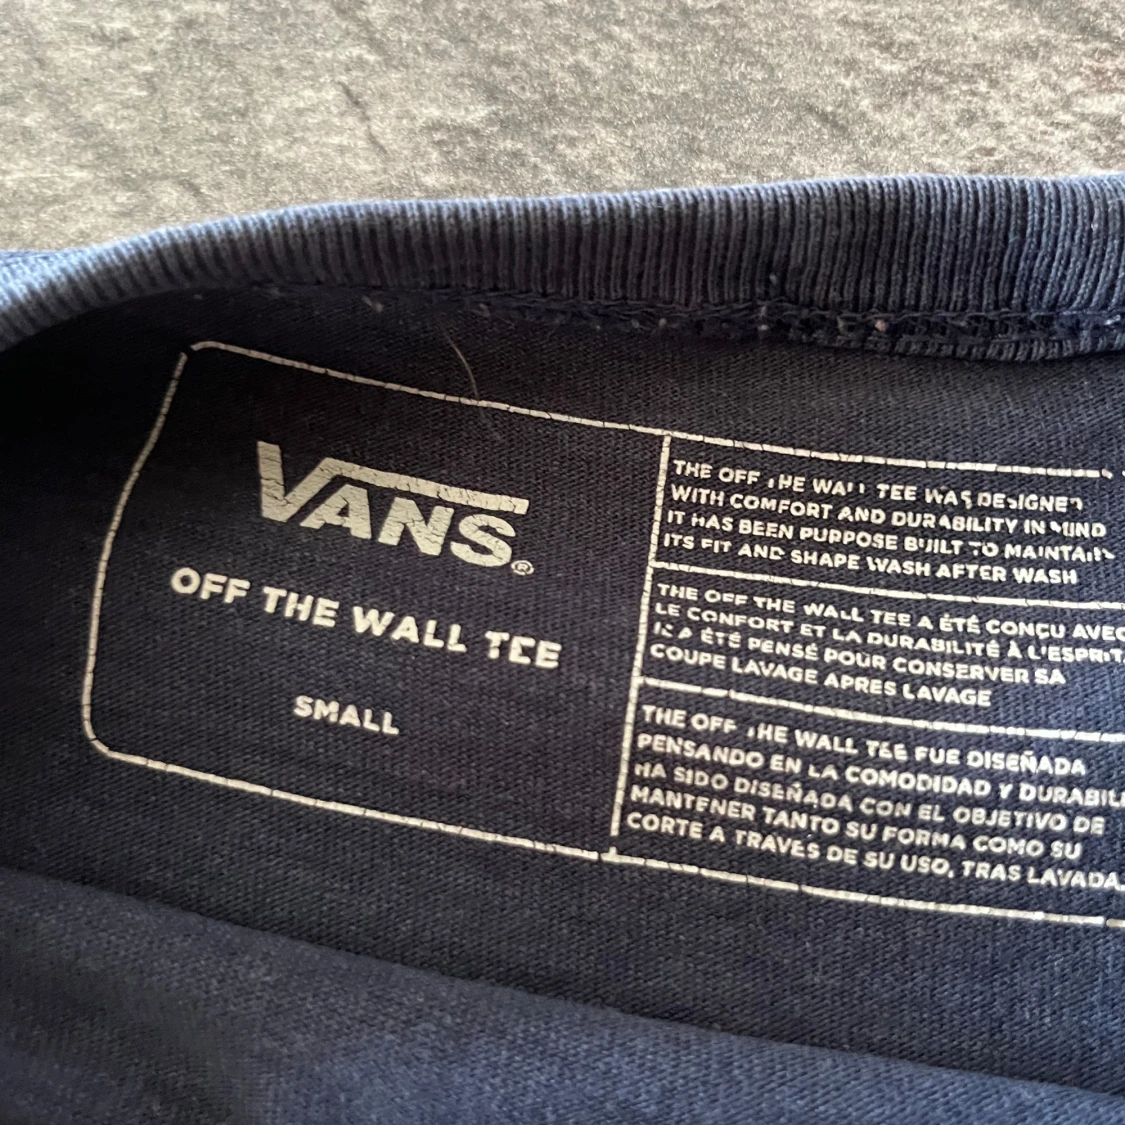 VANS®
OFF THE WALL TEE
SMALL
THE OFF THE WALL TEE WAS DESIGNED
WITH COMFORT AND DURABILITY IN MIND
IT HAS BEEN PURPOSE BUILT TO MAINTAIN
ITS FIT AND SHAPE WASH AFTER WASH
THE OFF THE WALL TEE A ÉTÉ CONÇU AVEC
LE CONFORT ET LA DURABILITÉ À L'ESPRIT
IL A ÉTÉ PENSÉ POUR CONSERVER SA
COUPE LAVAGE APRES LAVAGE
THE OFF THE WALL TEE FUE DISEÑADA
PENSANDO EN LA COMODIDAD Y DURABILI
HA SIDO DISEÑADA CON EL OBJETIVO DE
MANTENER TANTO SU FORMA COMO SU
CORTE A TRAVÉS DE SU USO, TRAS LAVADA.